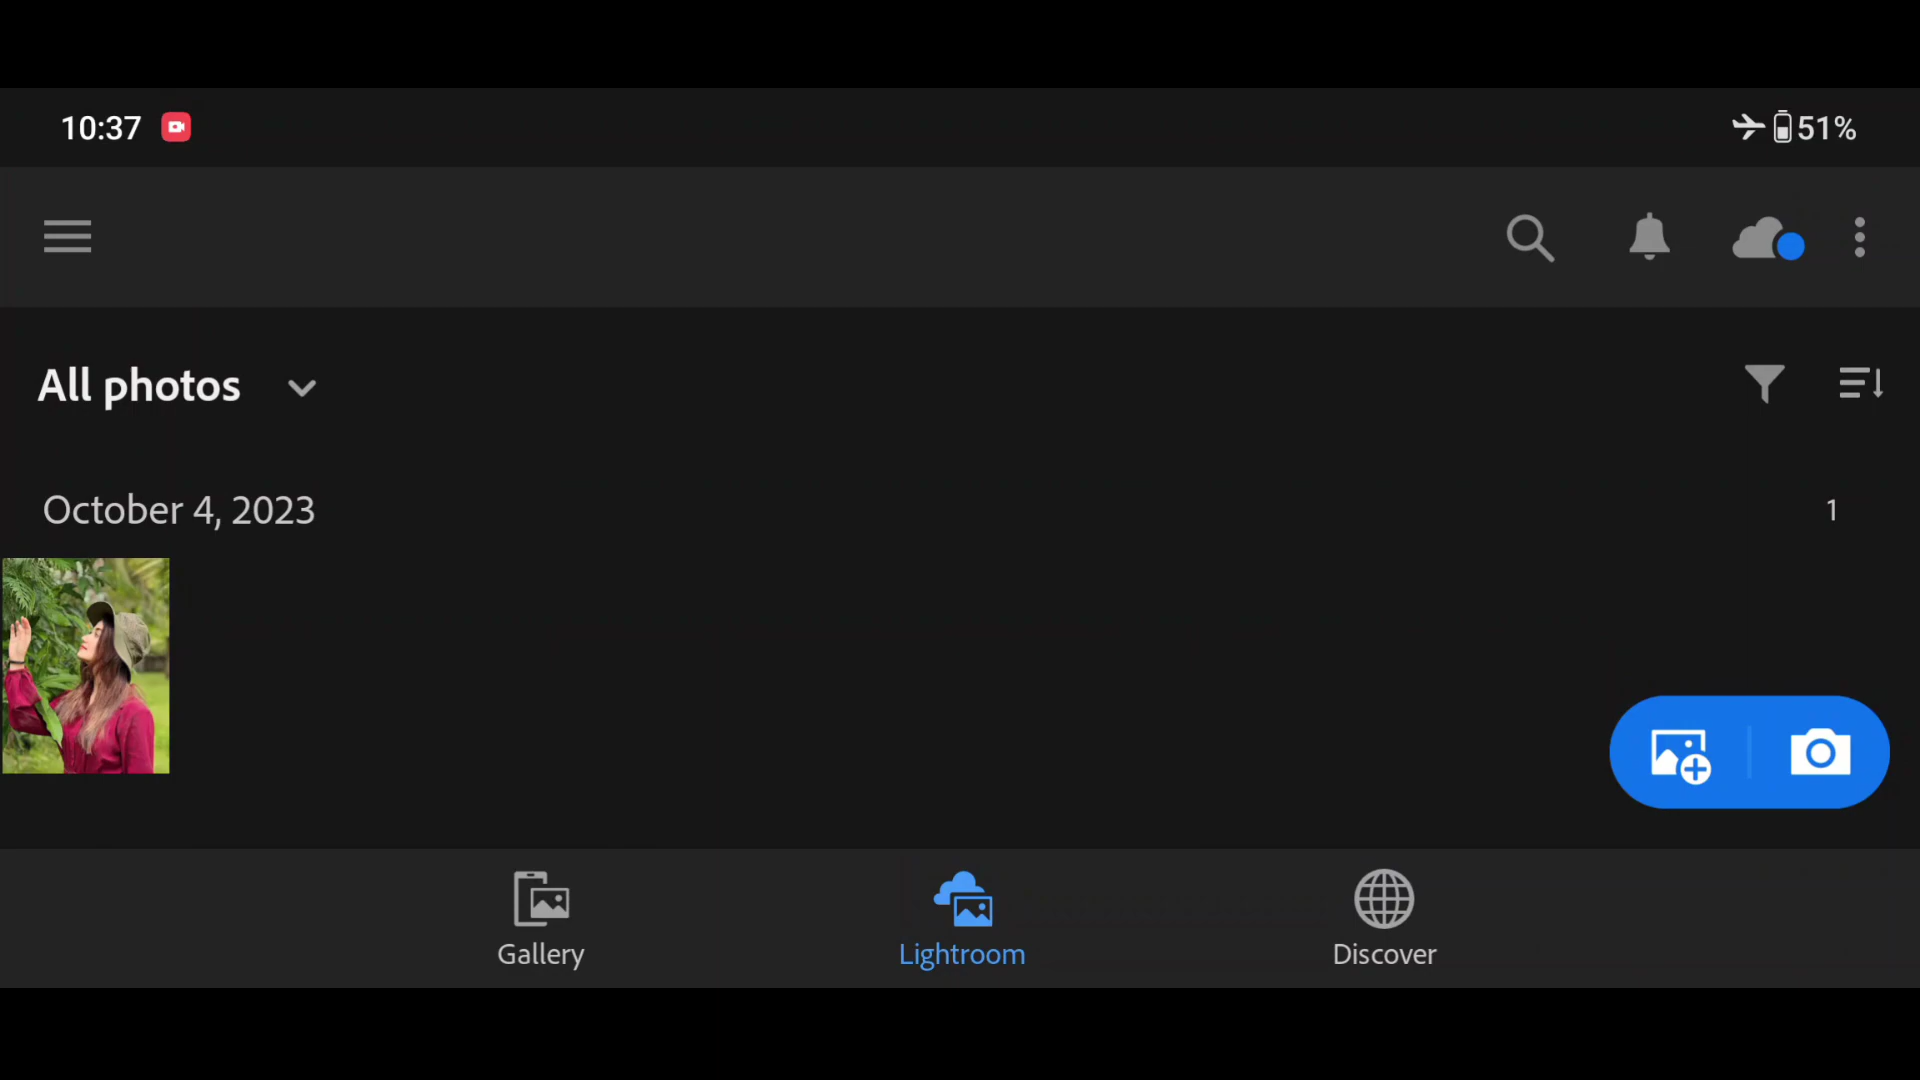 10:37
51%
All photos
October 4, 2023
1
Gallery
Lightroom
Discover